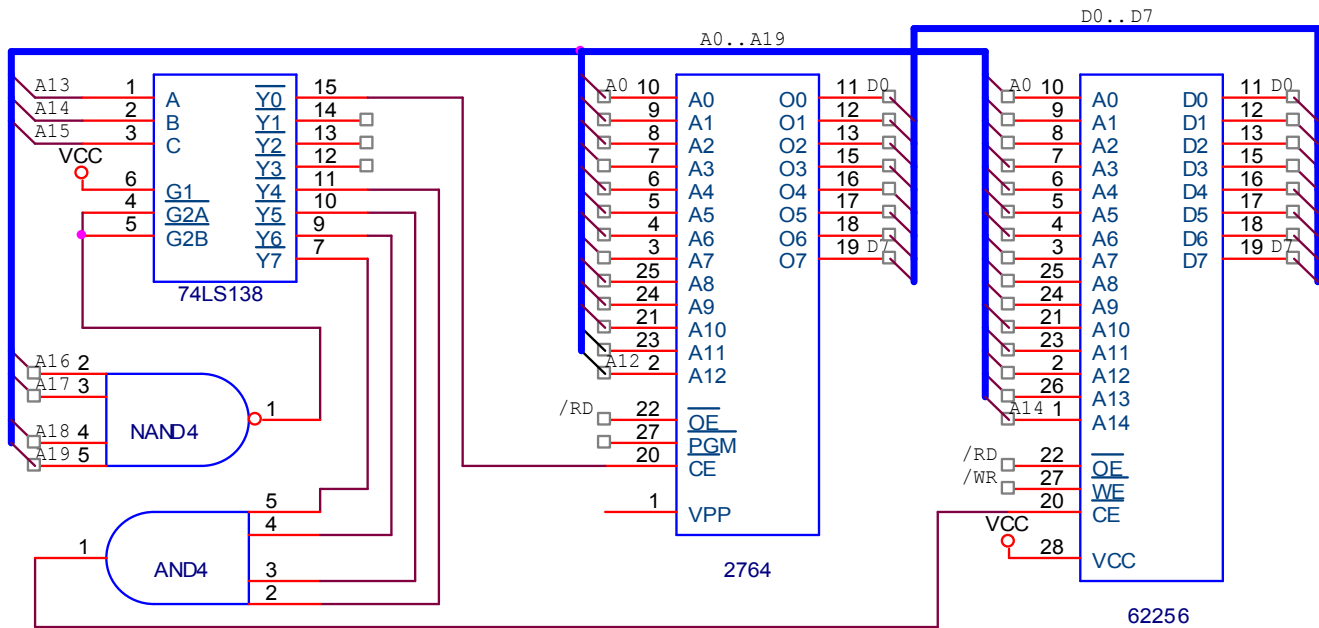 D0..D7
A0..A19
A13 1 A Y0 15
A14 2 B Y1 14
A15 3 C Y2 13
Y3 12
VCC
6 G1 Y4 11
4 G2A Y5 10
5 G2B Y6 9
Y7 7
74LS138
A16 2
A17 3
A18 4
A19 5
NAND4 1
5
4
1 AND4
3
2
A0 10 A0 O0 11 D0
9 A1 O1 12
8 A2 O2 13
7 A3 O3 15
6 A4 O4 16
5 A5 O5 17
4 A6 O6 18
3 A7 O7 19 D7
25 A8
24 A9
21 A10
23 A11
A12 2 A12
/RD 22 OE
27 PGM
20 CE
1 VPP
2764
A0 10 A0 D0 11 D0
9 A1 D1 12
8 A2 D2 13
7 A3 D3 15
6 A4 D4 16
5 A5 D5 17
4 A6 D6 18
3 A7 D7 19 D7
25 A8
24 A9
21 A10
23 A11
2 A12
26 A13
A14 1 A14
/RD 22 OE
/WR 27 WE
20 CE
VCC
28 VCC
62256